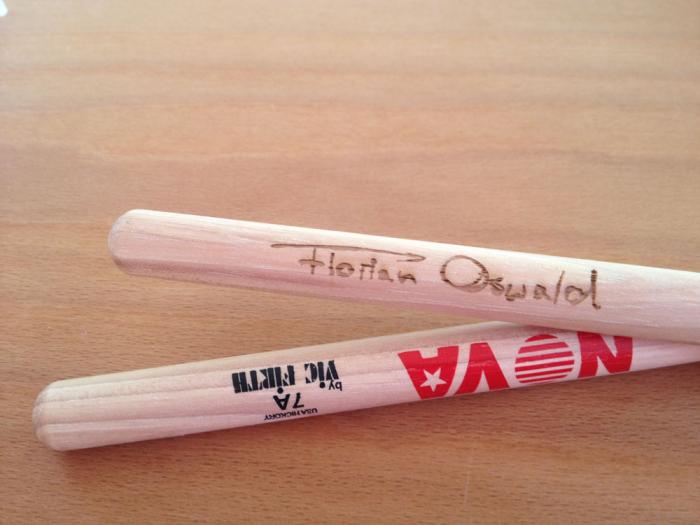 Florian Oswald
NOVA
by
VIC FIRTH
7A
USA HICKORY